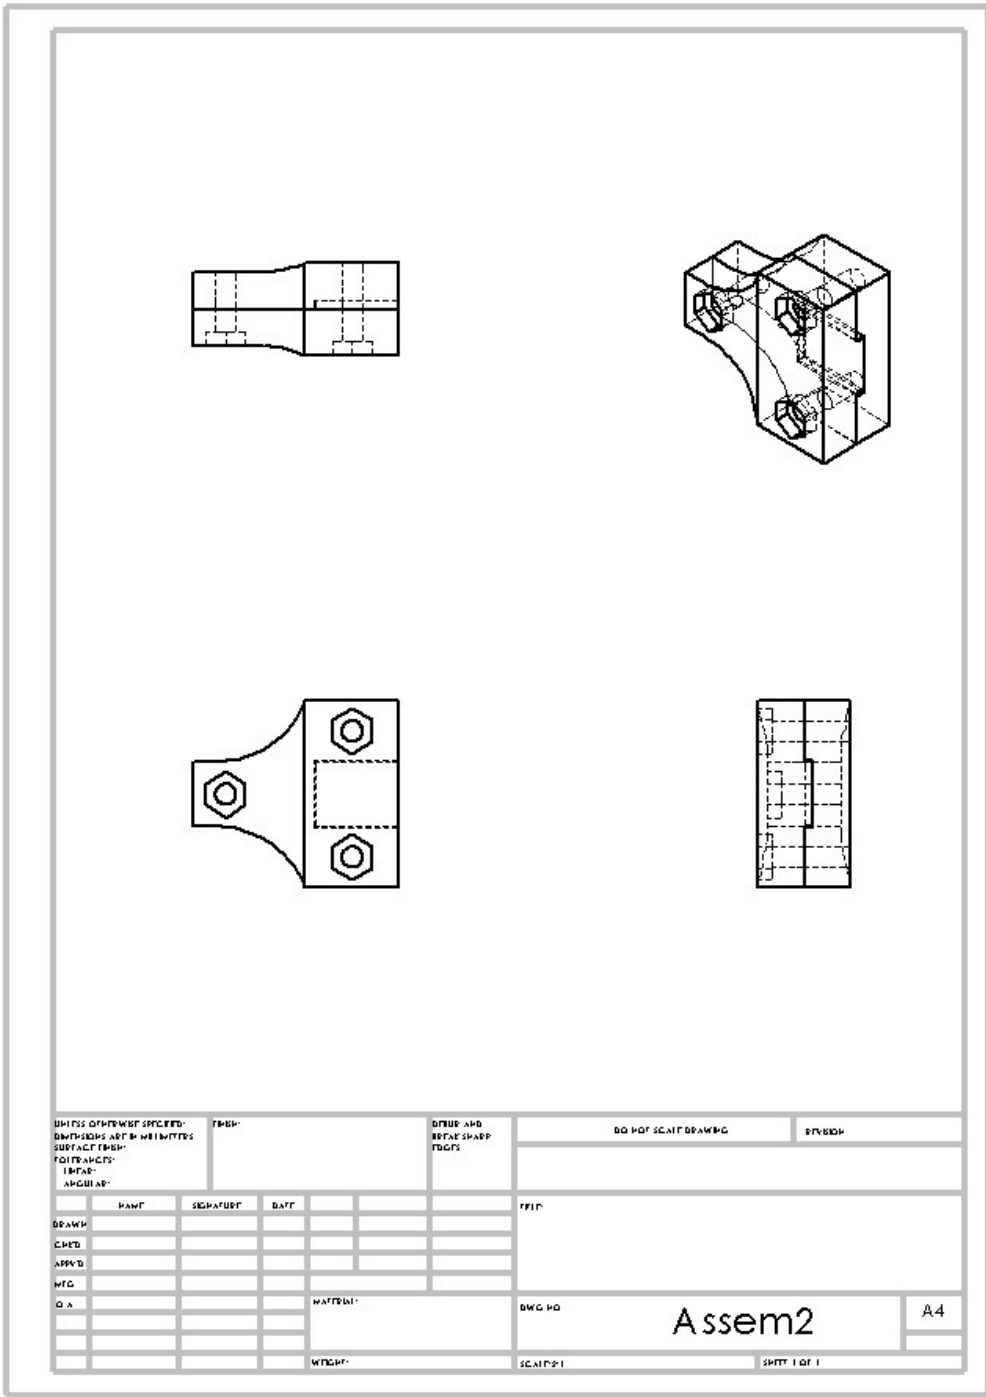 UNLESS OTHERWISE SPECIFIED:
DIMENSIONS ARE IN MILLIMETERS
SURFACE FINISH:
TOLERANCES:
LINEAR:
ANGULAR:
FINISH:
DEBUR AND
BREAK SHARP
EDGES
DO NOT SCALE DRAWING
REVISION
NAME
SIGNATURE
DATE
TITLE:
DRAWN
CHK'D
APPV'D
MFG
Q.A
MATERIAL:
DWG NO.
Assem2
A4
WEIGHT:
SCALE:2:1
SHEET 1 OF 1